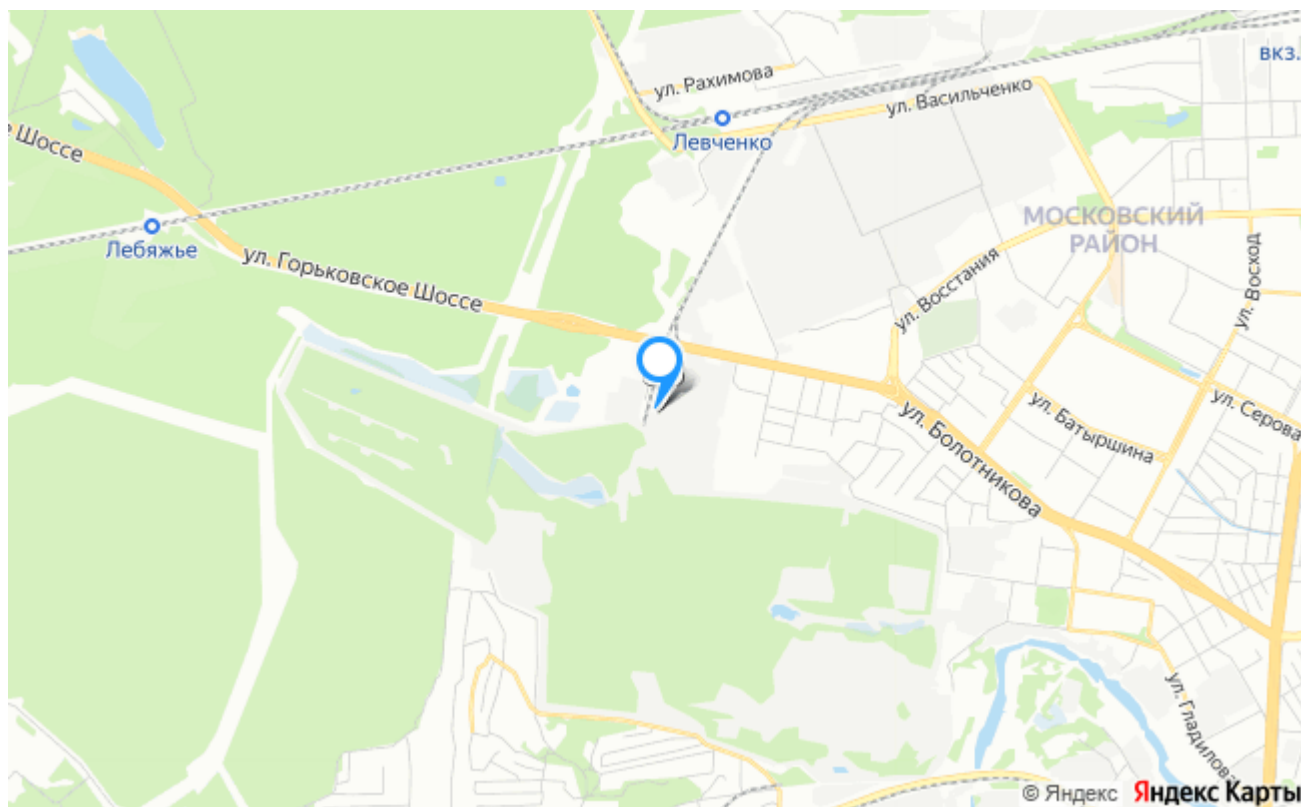 вкз.
ул. Рахимова
ул. Васильченко
Левченко
е Шоссе
МОСКОВСКИЙ
РАЙОН
Лебяжье
ул. Горьковское Шоссе
ул. Восстания
ул. Восход
ул. Батыршина
ул. Серова
ул. Болотникова
ул. Гладилова
© Яндекс Яндекс Карты